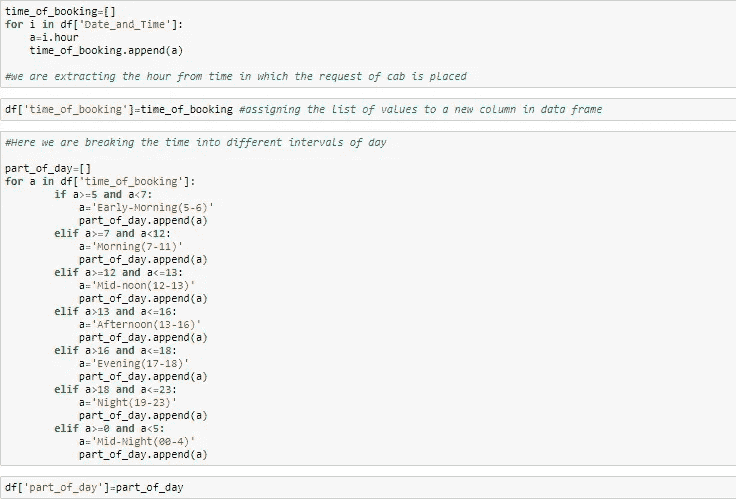 time_of_booking=[]
for i in df['Date_and_Time']:
    a=i.hour
    time_of_booking.append(a)
#we are extracting the hour from time in which the request of cab is placed
df['time_of_booking']=time_of_booking #assigning the list of values to a new column in data frame
#Here we are breaking the time into different intervals of day
part_of_day=[]
for a in df['time_of_booking']:
        if a>=5 and a<7:
            a='Early-Morning(5-6)'
            part_of_day.append(a)
        elif a>=7 and a<12:
            a='Morning(7-11)'
            part_of_day.append(a)
        elif a>=12 and a<=13:
            a='Mid-noon(12-13)'
            part_of_day.append(a)
        elif a>13 and a<=16:
            a='Afternoon(13-16)'
            part_of_day.append(a)
        elif a>16 and a<=18:
            a='Evening(17-18)'
            part_of_day.append(a)
        elif a>18 and a<=23:
            a='Night(19-23)'
            part_of_day.append(a)
        elif a>=0 and a<5:
            a='Mid-Night(00-4)'
            part_of_day.append(a)
df['part_of_day']=part_of_day